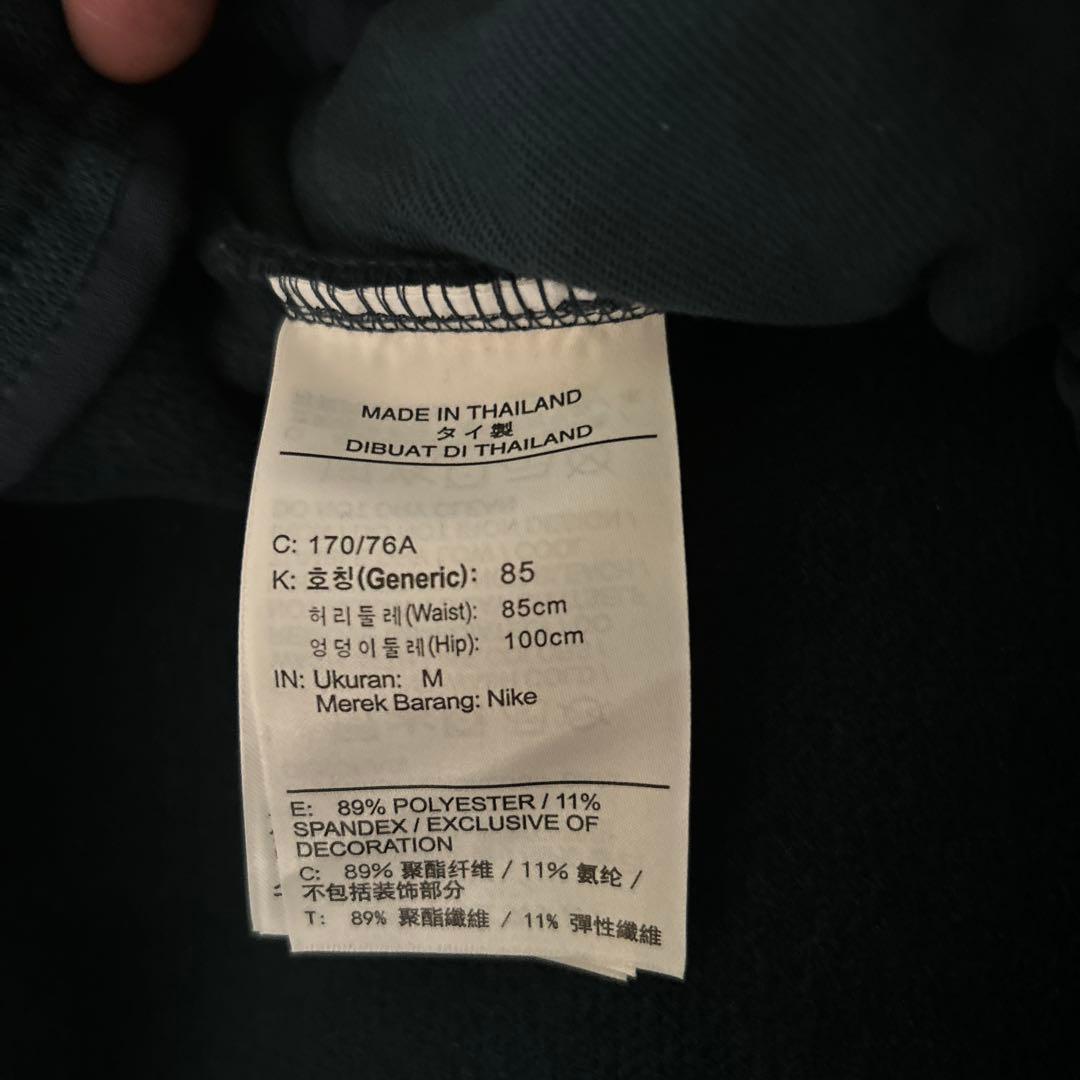 MADE IN THAILAND
タイ製
DIBUAT DI THAILAND
C: 170/76A
K: 호칭(Generic): 85
허리둘레(Waist): 85cm
엉덩이둘레(Hip): 100cm
IN: Ukuran: M
Merek Barang: Nike
E: 89% POLYESTER / 11%
SPANDEX / EXCLUSIVE OF
DECORATION
C: 89% 聚酯纤维 / 11% 氨纶 /
不包括装饰部分
T: 89% 聚酯纖維 / 11% 彈性纖維